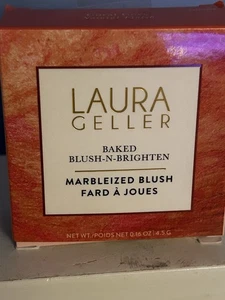 LAURA
GELLER
BAKED
BLUSH-N-BRIGHTEN
MARBLEIZED BLUSH
FARD À JOUES
NET WT./POIDS NET 0.16 OZ/4.5 G